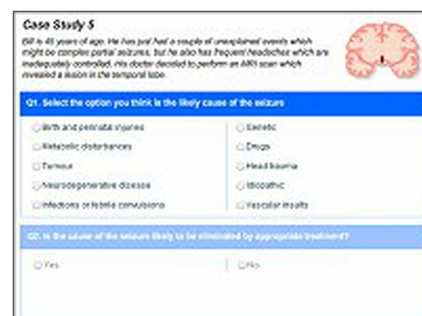 Case Study 5
Bill is 45 years of age. He has just had a couple of unexplained events which
might be complex partial seizures, but he also has frequent headaches which are
inadequately controlled. His doctor decided to perform an MRI scan which
revealed a lesion in the temporal lobe.
Q1. Select the option you think is the likely cause of the seizure
Birth and perinatal injuries
Genetic
Metabolic disturbances
Drugs
Tumour
Head trauma
Neurodegenerative disease
Idiopathic
Infections or febrile convulsions
Vascular insults
Q2. Is the cause of the seizure likely to be eliminated by appropriate treatment?
Yes
No